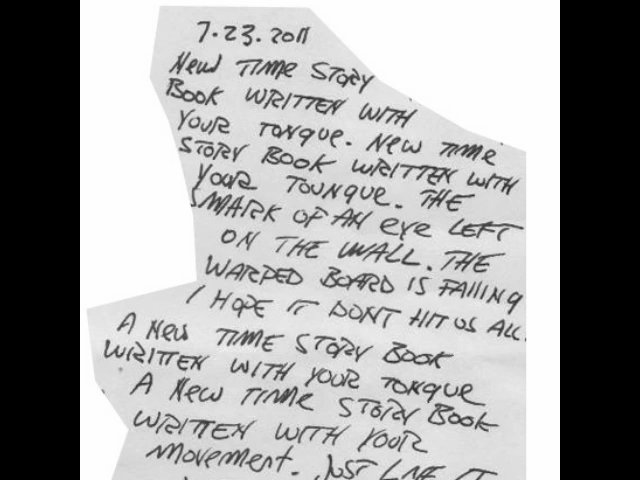 7.23.2011
New TIME STORY
BOOK WRITTEN WITH
YOUR TONQUE. New TIME
STORY BOOK WRITTEN WITH
YOUR TOUNQUE. THE
MARK OF AN eye LEFT
ON THE WALL. THE
WARPED BOARD IS FAllING
I HOPE IT DONT HIT US ALL.
A New TIME STORY BOOK
WRITTEN WITH YOUR TONQUE
A New TIME STORY BOOK
WRITTEN WITH YOUR
MOVEMENT. JUST IT